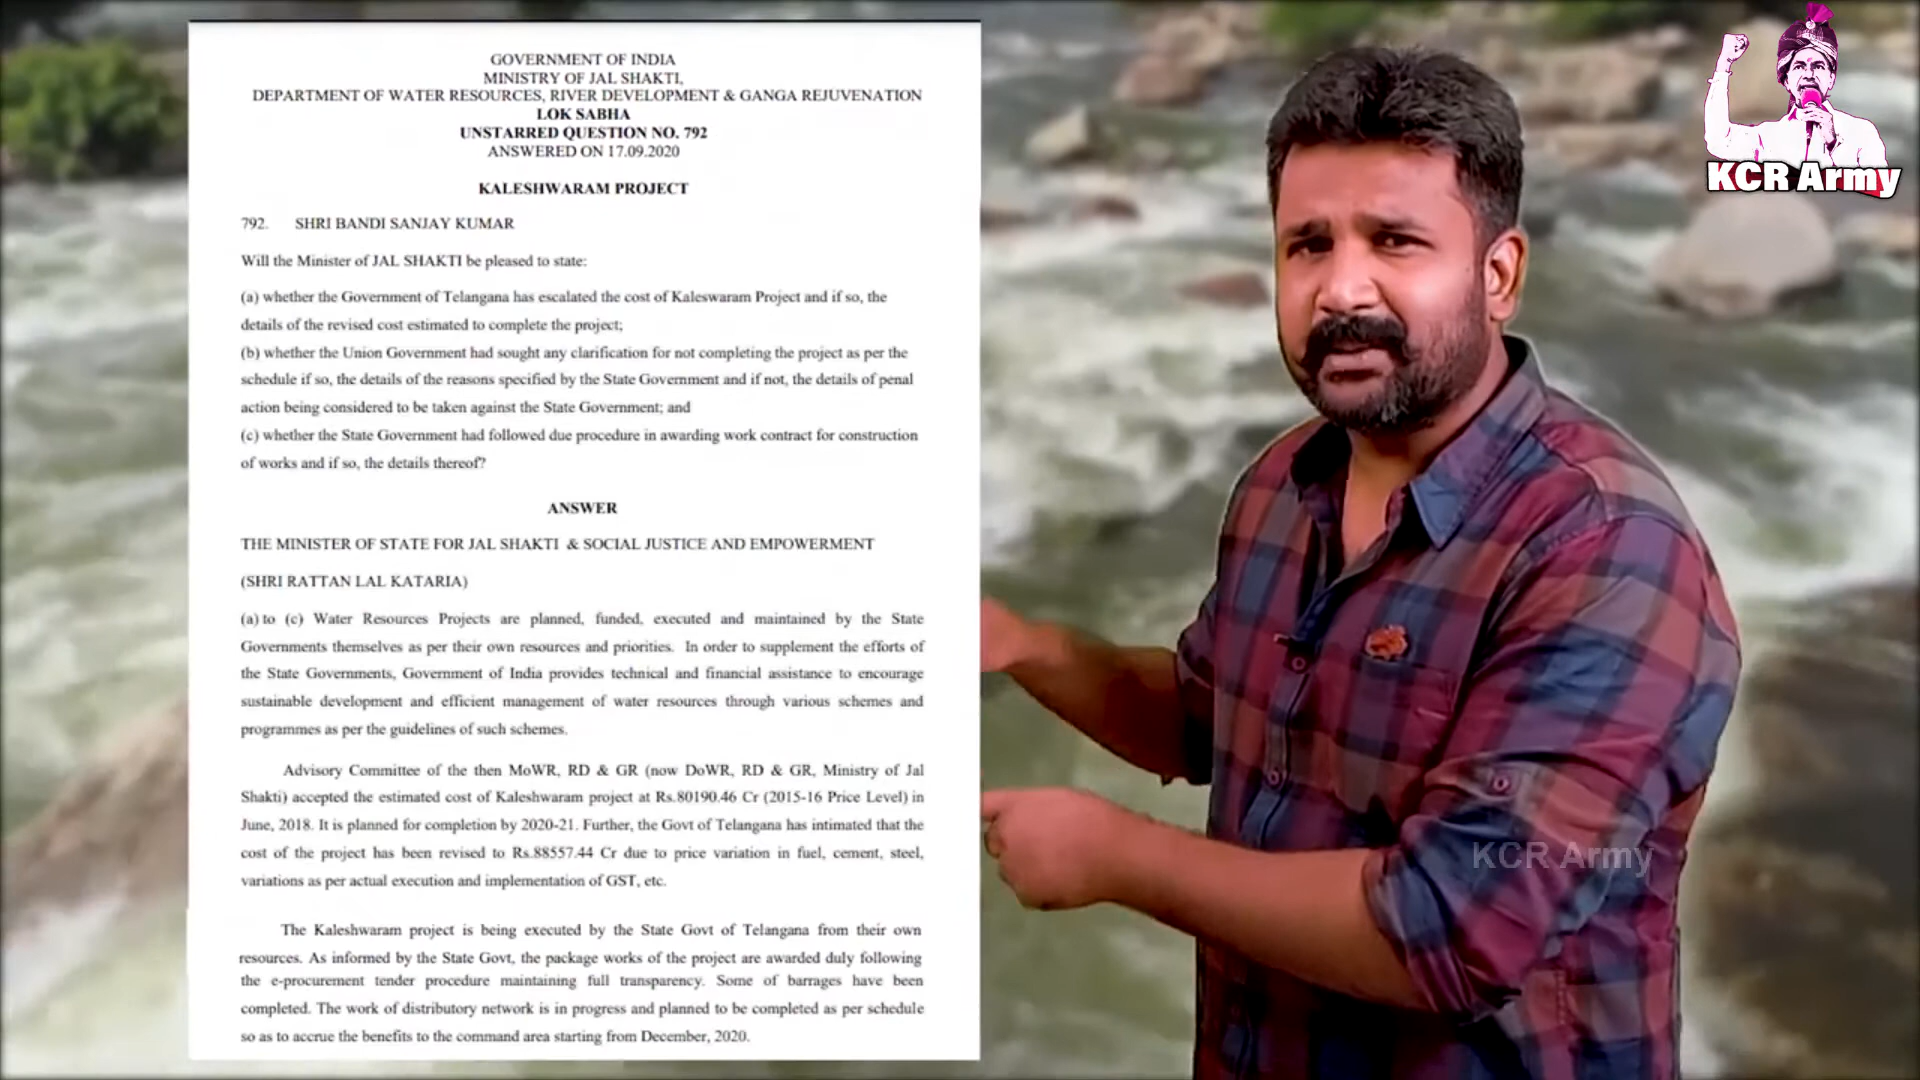 GOVERNMENT OF INDIA
MINISTRY OF JAL SHAKTI,
DEPARTMENT OF WATER RESOURCES, RIVER DEVELOPMENT & GANGA REJUVENATION
LOK SABHA
UNSTARRED QUESTION NO. 792
ANSWERED ON 17.09.2020
KALESHWARAM PROJECT
792. SHRI BANDI SANJAY KUMAR
Will the Minister of JAL SHAKTI be pleased to state:
(a) whether the Government of Telangana has escalated the cost of Kaleswaram Project and if so, the
details of the revised cost estimated to complete the project;
(b) whether the Union Government had sought any clarification for not completing the project as per the
schedule if so, the details of the reasons specified by the State Government and if not, the details of penal
action being considered to be taken against the State Government; and
(c) whether the State Government had followed due procedure in awarding work contract for construction
of works and if so, the details thereof?
ANSWER
THE MINISTER OF STATE FOR JAL SHAKTI & SOCIAL JUSTICE AND EMPOWERMENT
(SHRI RATTAN LAL KATARIA)
(a) to (c) Water Resources Projects are planned, funded, executed and maintained by the State
Governments themselves as per their own resources and priorities. In order to supplement the efforts of
the State Governments, Government of India provides technical and financial assistance to encourage
sustainable development and efficient management of water resources through various schemes and
programmes as per the guidelines of such schemes.
Advisory Committee of the then MoWR, RD & GR (now DoWR, RD & GR, Ministry of Jal
Shakti) accepted the estimated cost of Kaleshwaram project at Rs.80190.46 Cr (2015-16 Price Level) in
June, 2018. It is planned for completion by 2020-21. Further, the Govt of Telangana has intimated that the
cost of the project has been revised to Rs.88557.44 Cr due to price variation in fuel, cement, steel,
variations as per actual execution and implementation of GST, etc.
The Kaleshwaram project is being executed by the State Govt of Telangana from their own
resources. As informed by the State Govt, the package works of the project are awarded duly following
the e-procurement tender procedure maintaining full transparency. Some of barrages have been
completed. The work of distributory network is in progress and planned to be completed as per schedule
so as to accrue the benefits to the command area starting from December, 2020.
KCR Army
KCR Army